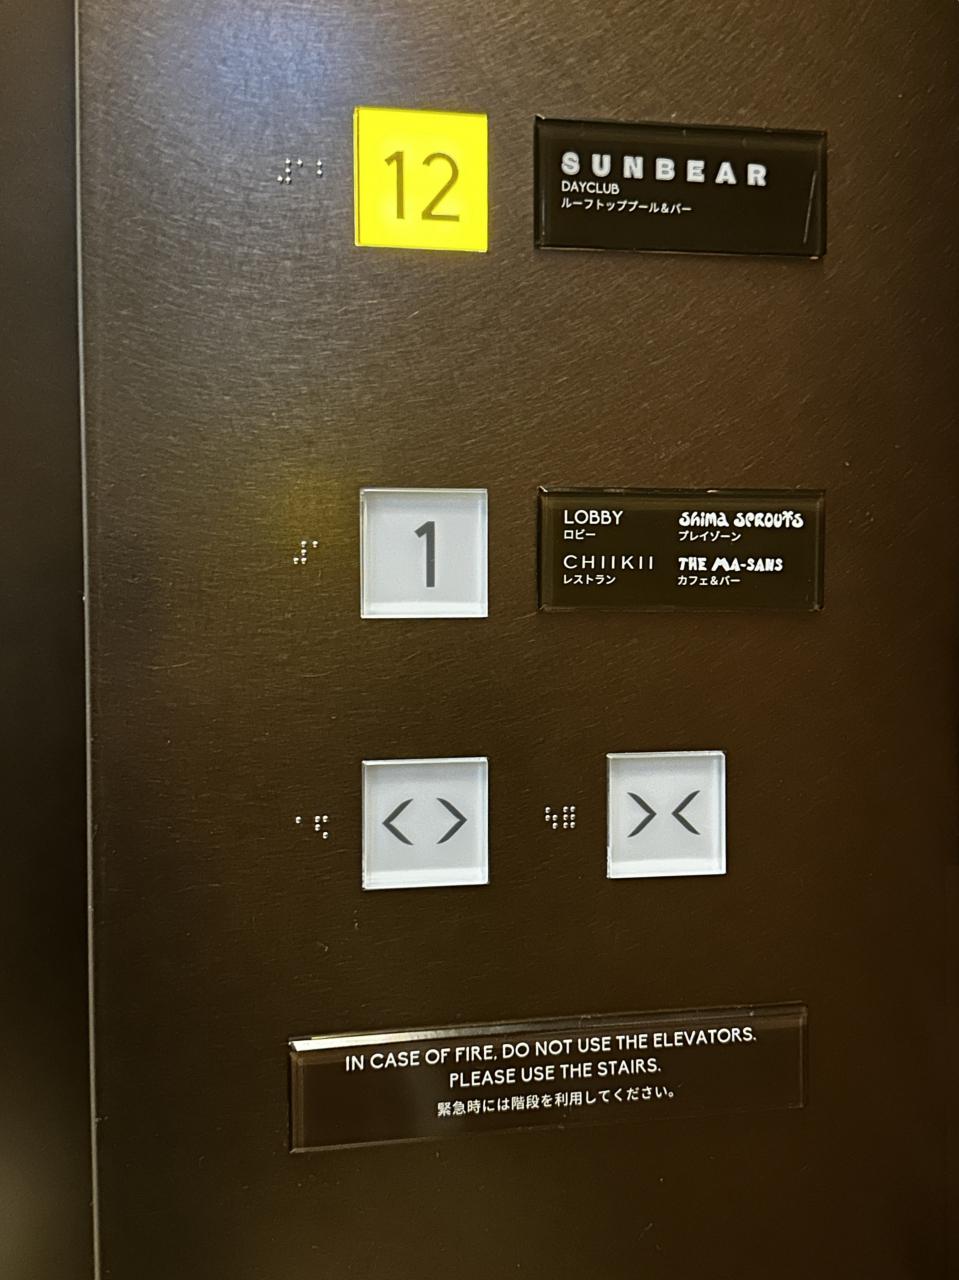 12
SUNBEAR
DAYCLUB
ルーフトッププール&バー
1
LOBBY
ロビー
Shima SPROUTS
プレイゾーン
CHIIKII
レストラン
THE MA-SANS
カフェ&バー
< >
> <
IN CASE OF FIRE, DO NOT USE THE ELEVATORS.
PLEASE USE THE STAIRS.
緊急時には階段を利用してください。